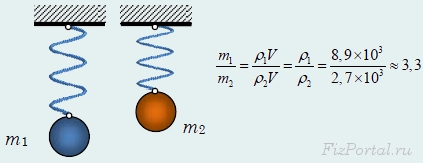 m₁
m₂
m₁/m₂ = ρ₁V/ρ₂V = ρ₁/ρ₂ = 8,9×10³/2,7×10³ ≈ 3,3
FizPortal.ru